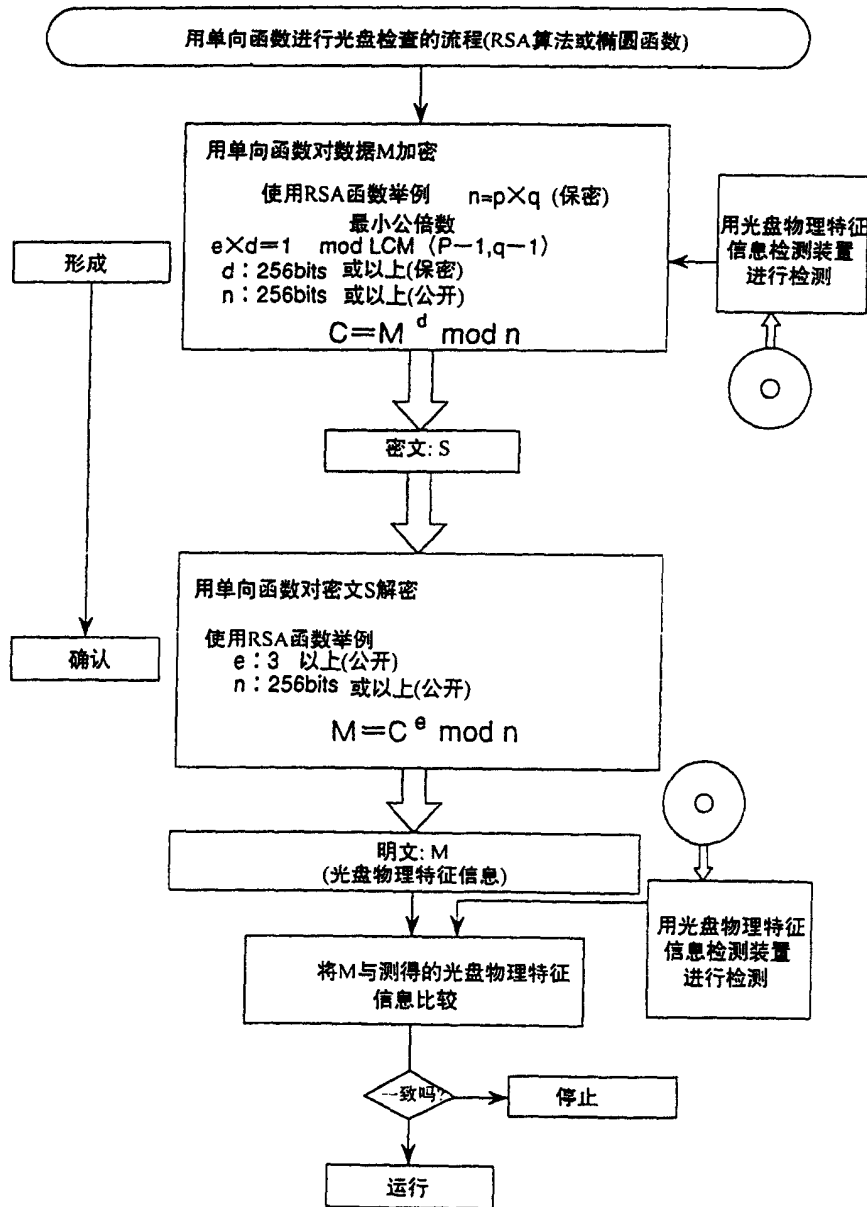 用单向函数进行光盘检查的流程(RSA算法或椭圆函数)
用单向函数对数据M加密
使用RSA函数举例 n=p×q (保密)
最小公倍数
e×d=1 mod LCM (P-1,q-1)
d:256bits 或以上(保密)
n:256bits 或以上(公开)
C=M^d mod n
用光盘物理特征
信息检测装置
进行检测
形成
密文: S
用单向函数对密文S解密
使用RSA函数举例
e:3 以上(公开)
n:256bits 或以上(公开)
M=C^e mod n
确认
明文: M
(光盘物理特征信息)
用光盘物理特征
信息检测装置
进行检测
将M与测得的光盘物理特征
信息比较
一致吗?
停止
运行